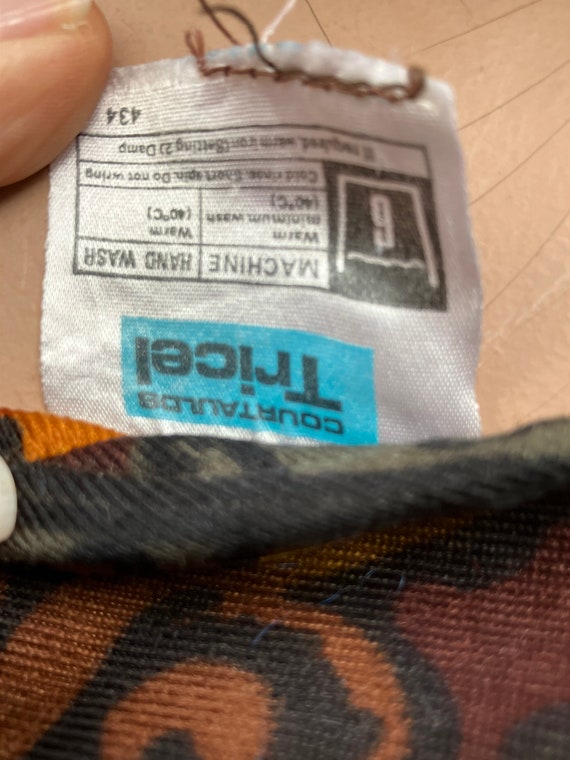 COURTAULDS
Tricel
6
MACHINE HAND WASH
Warm Warm
minimum wash (40°C)
(40°C)
Cold rinse. Short spin. Do not wring
If required, warm iron (Setting 2) Damp
434